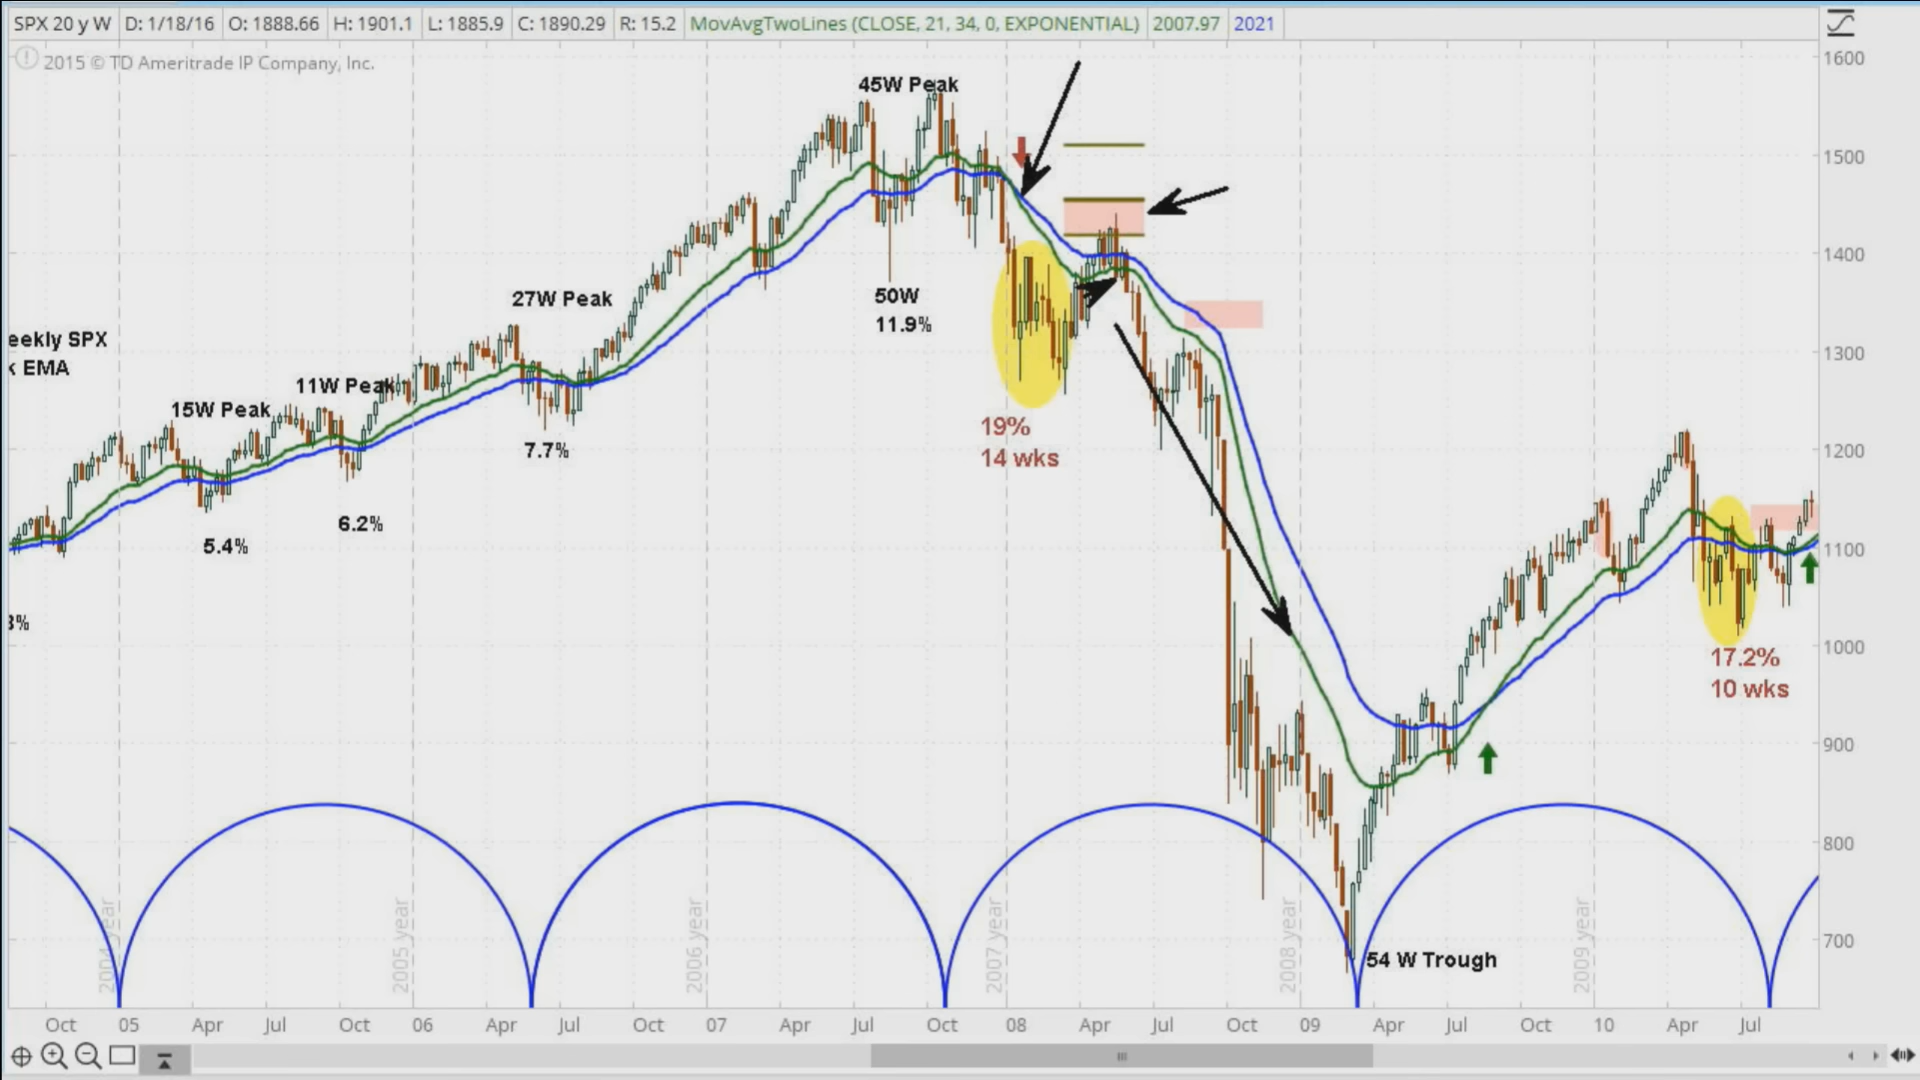 SPX 20 y W D: 1/18/16 O: 1888.66 H: 1901.1 L: 1885.9 C: 1890.29 R: 15.2 MovAvgTwoLines (CLOSE, 21, 34, 0, EXPONENTIAL) 2007.97 2021
2015 © TD Ameritrade IP Company, Inc.
1600
45W Peak
1500
1400
27W Peak
50W
11.9%
eekly SPX
EMA
1300
11W Peak
15W Peak
19%
14 wks
7.7%
1200
6.2%
5.4%
1100
3%
1000
17.2%
10 wks
900
800
2004 year
2005 year
2006 year
2007 year
2008 year
2009 year
700
54 W Trough
Oct 05 Apr Jul Oct 06 Apr Jul Oct 07 Apr Jul Oct 08 Apr Jul Oct 09 Apr Jul Oct 10 Apr Jul